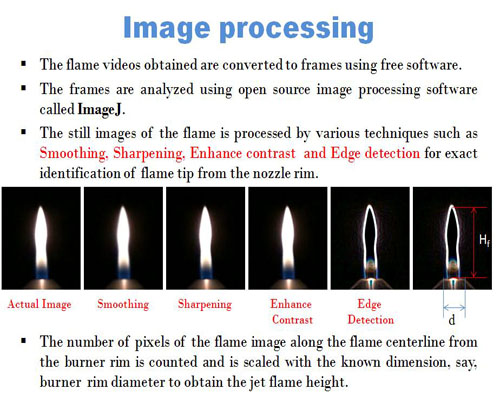 Image processing
The flame videos obtained are converted to frames using free software.
The frames are analyzed using open source image processing software
called ImageJ.
The still images of the flame is processed by various techniques such as
Smoothing, Sharpening, Enhance contrast and Edge detection for exact
identification of flame tip from the nozzle rim.
Hf
Actual Image Smoothing Sharpening Enhance Contrast Edge Detection d
The number of pixels of the flame image along the flame centerline from
the burner rim is counted and is scaled with the known dimension, say,
burner rim diameter to obtain the jet flame height.